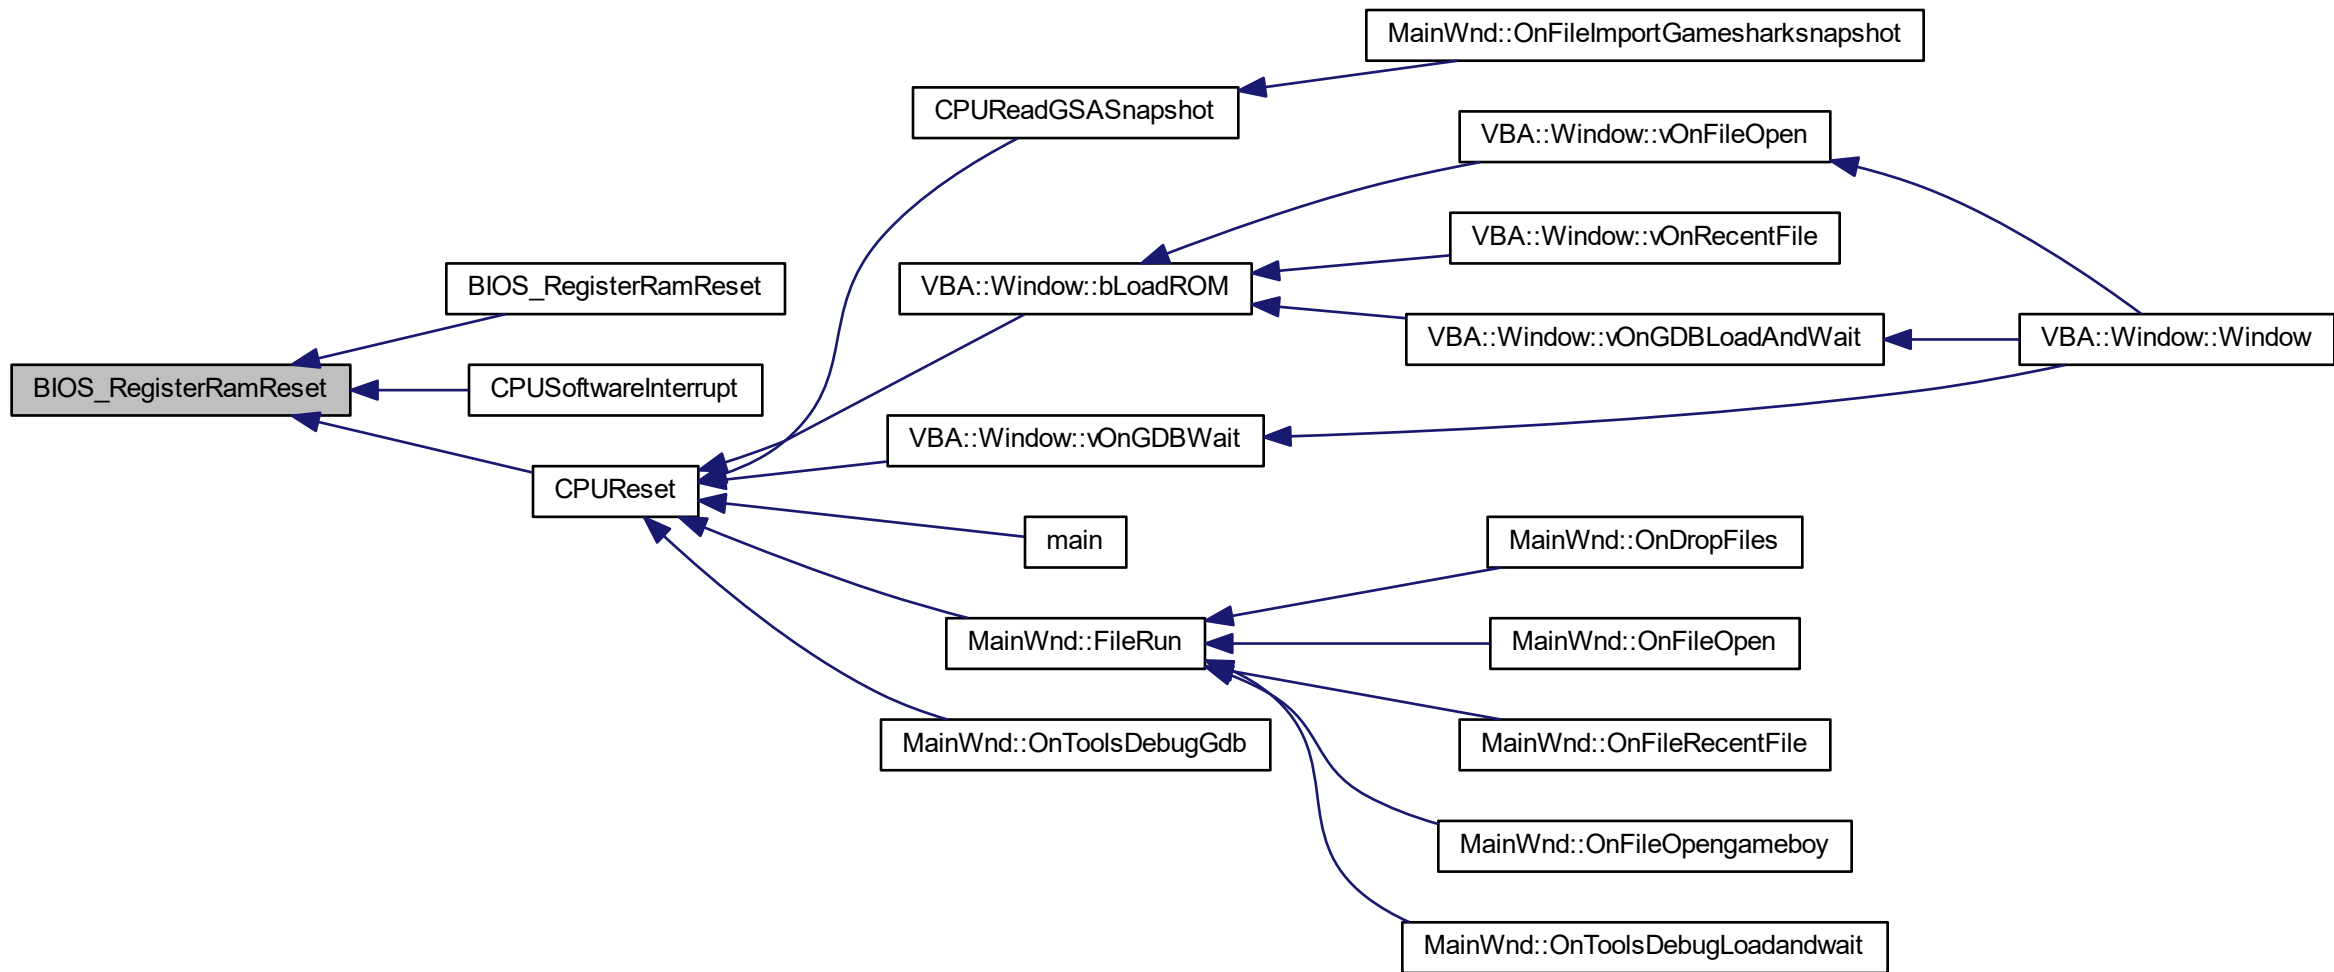 MainWnd::OnFileImportGamesharksnapshot
CPUReadGSASnapshot
VBA::Window::vOnFileOpen
VBA::Window::vOnRecentFile
BIOS_RegisterRamReset
VBA::Window::bLoadROM
VBA::Window::vOnGDBLoadAndWait
VBA::Window::Window
BIOS_RegisterRamReset
CPUSoftwareInterrupt
VBA::Window::vOnGDBWait
CPUReset
main
MainWnd::OnDropFiles
MainWnd::FileRun
MainWnd::OnFileOpen
MainWnd::OnToolsDebugGdb
MainWnd::OnFileRecentFile
MainWnd::OnFileOpengameboy
MainWnd::OnToolsDebugLoadandwait